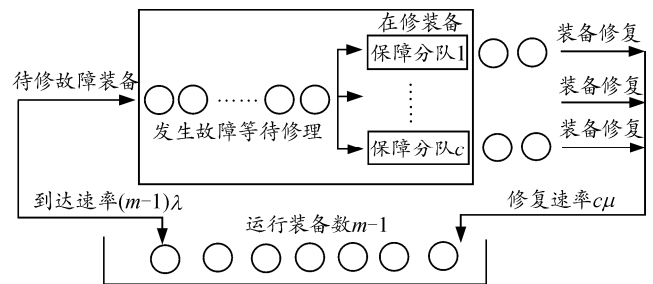 在修装备
装备修复
保障分队1
待修故障装备
……
装备修复
发生故障等待修理
装备修复
保障分队c
到达速率(m-1)λ
修复速率cμ
运行装备数m-1